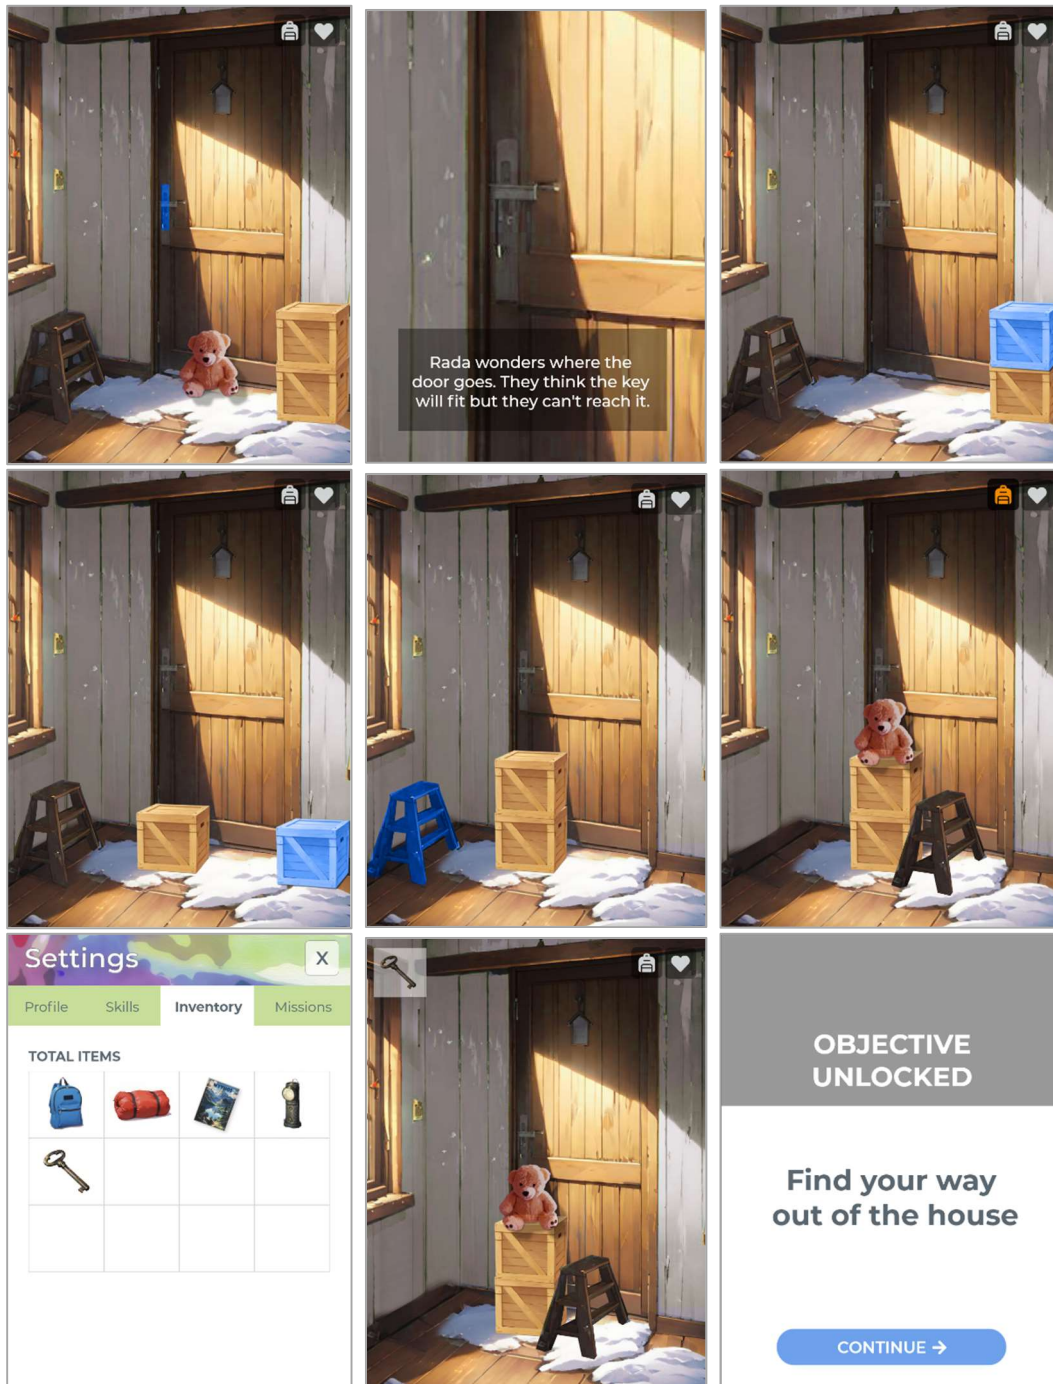 Rada wonders where the
door goes. They think the key
will fit but they can't reach it.
Settings
X
Profile Skills Inventory Missions
TOTAL ITEMS
OBJECTIVE
UNLOCKED
Find your way
out of the house
CONTINUE →